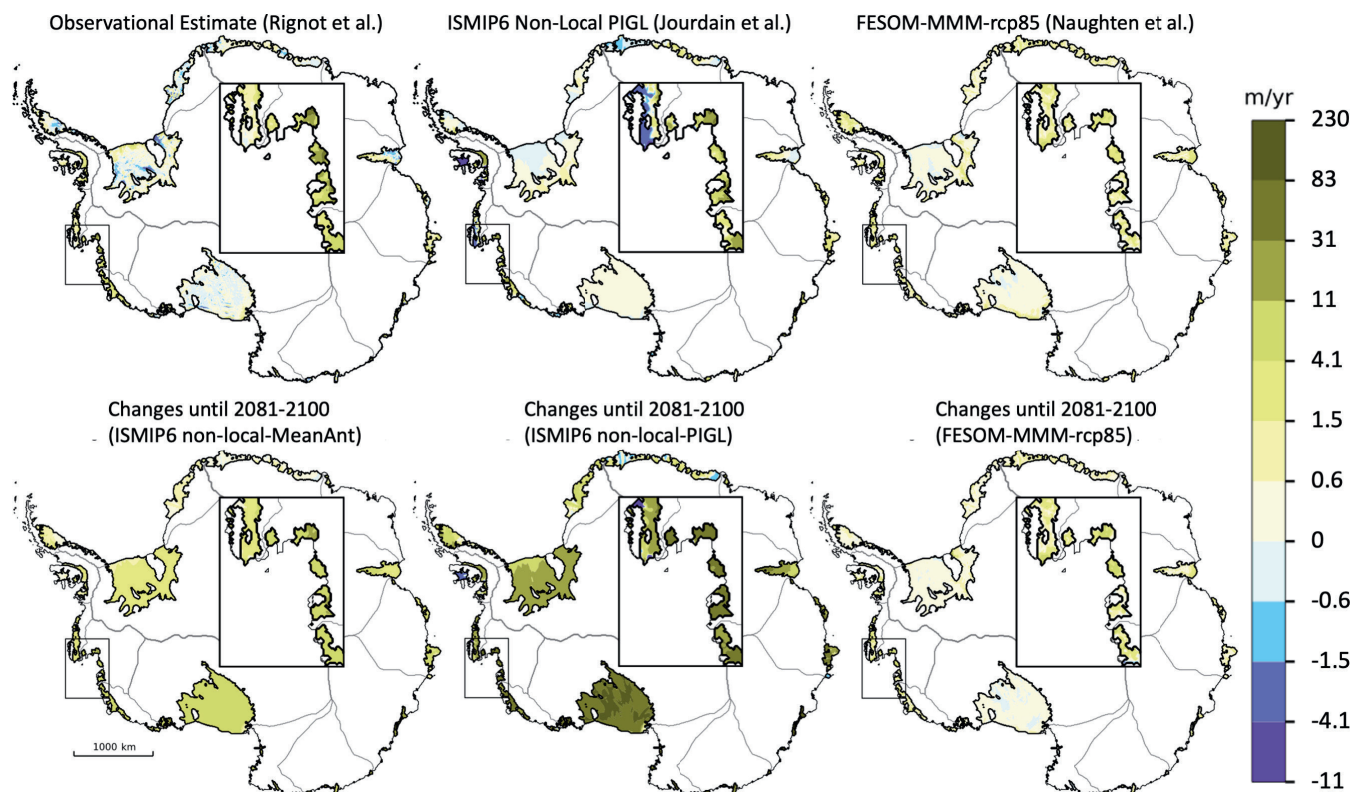 Observational Estimate (Rignot et al.)
ISMIP6 Non-Local PIGL (Jourdain et al.)
FESOM-MMM-rcp85 (Naughten et al.)
m/yr
230
83
31
11
4.1
1.5
0.6
0
-0.6
-1.5
-4.1
-11
Changes until 2081-2100
(ISMIP6 non-local-MeanAnt)
Changes until 2081-2100
(ISMIP6 non-local-PIGL)
Changes until 2081-2100
(FESOM-MMM-rcp85)
1000 km